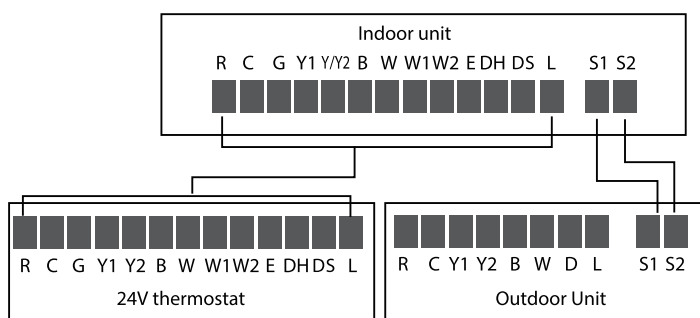 Indoor unit
R C G Y1 Y/Y2 B W W1 W2 E DH DS L S1 S2
R C G Y1 Y2 B W W1 W2 E DH DS L
24V thermostat
R C Y1 Y2 B W D L S1 S2
Outdoor Unit